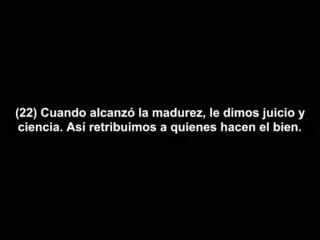 (22) Cuando alcanzó la madurez, le dimos juicio y
ciencia. Así retribuimos a quienes hacen el bien.